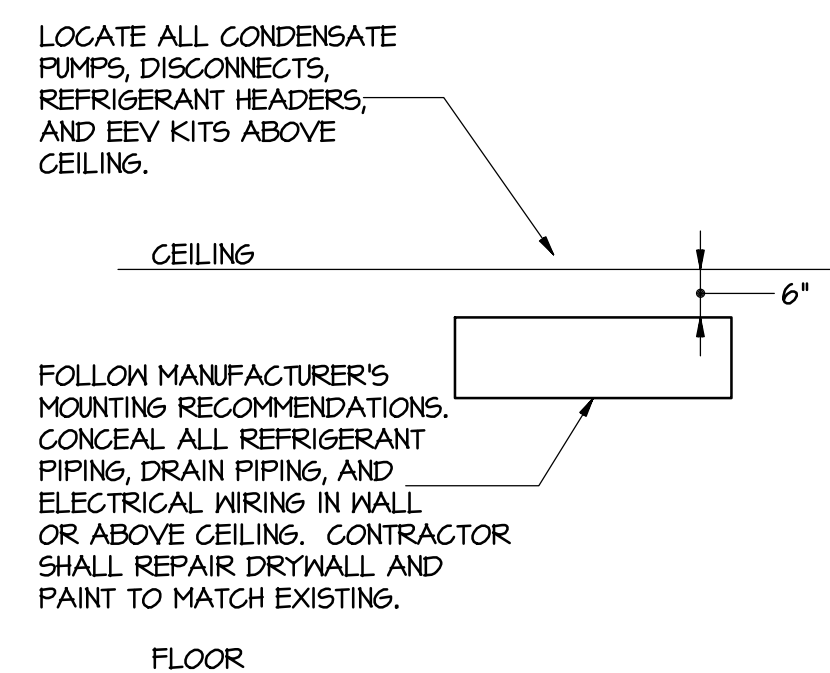 LOCATE ALL CONDENSATE
PUMPS, DISCONNECTS,
REFRIGERANT HEADERS,
AND EEV KITS ABOVE
CEILING.
CEILING
6"
FOLLOW MANUFACTURER'S
MOUNTING RECOMMENDATIONS.
CONCEAL ALL REFRIGERANT
PIPING, DRAIN PIPING, AND
ELECTRICAL WIRING IN WALL
OR ABOVE CEILING. CONTRACTOR
SHALL REPAIR DRYWALL AND
PAINT TO MATCH EXISTING.
FLOOR